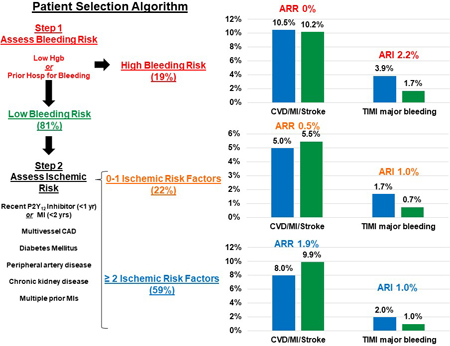 Patient Selection Algorithm
Step 1
Assess Bleeding Risk
Low Hgb
or
Prior Hosp for Bleeding
High Bleeding Risk
(19%)
Low Bleeding Risk
(81%)
Step 2
Assess Ischemic
Risk
Recent P2Y12 Inhibitor (<1 yr)
or MI (<2 yrs)
Multivessel CAD
Diabetes Mellitus
Peripheral artery disease
Chronic kidney disease
Multiple prior MIs
0-1 Ischemic Risk Factors
(22%)
≥ 2 Ischemic Risk Factors
(59%)
12%
10%
8%
6%
4%
2%
0%
ARR 0%
10.5%
10.2%
ARI 2.2%
3.9%
1.7%
CVD/MI/Stroke
TIMI major bleeding
6%
5%
4%
3%
2%
1%
0%
ARR 0.5%
5.0%
5.5%
ARI 1.0%
1.7%
0.7%
CVD/MI/Stroke
TIMI major bleeding
12%
10%
8%
6%
4%
2%
0%
ARR 1.9%
8.0%
9.9%
ARI 1.0%
2.0%
1.0%
CVD/MI/Stroke
TIMI major bleeding